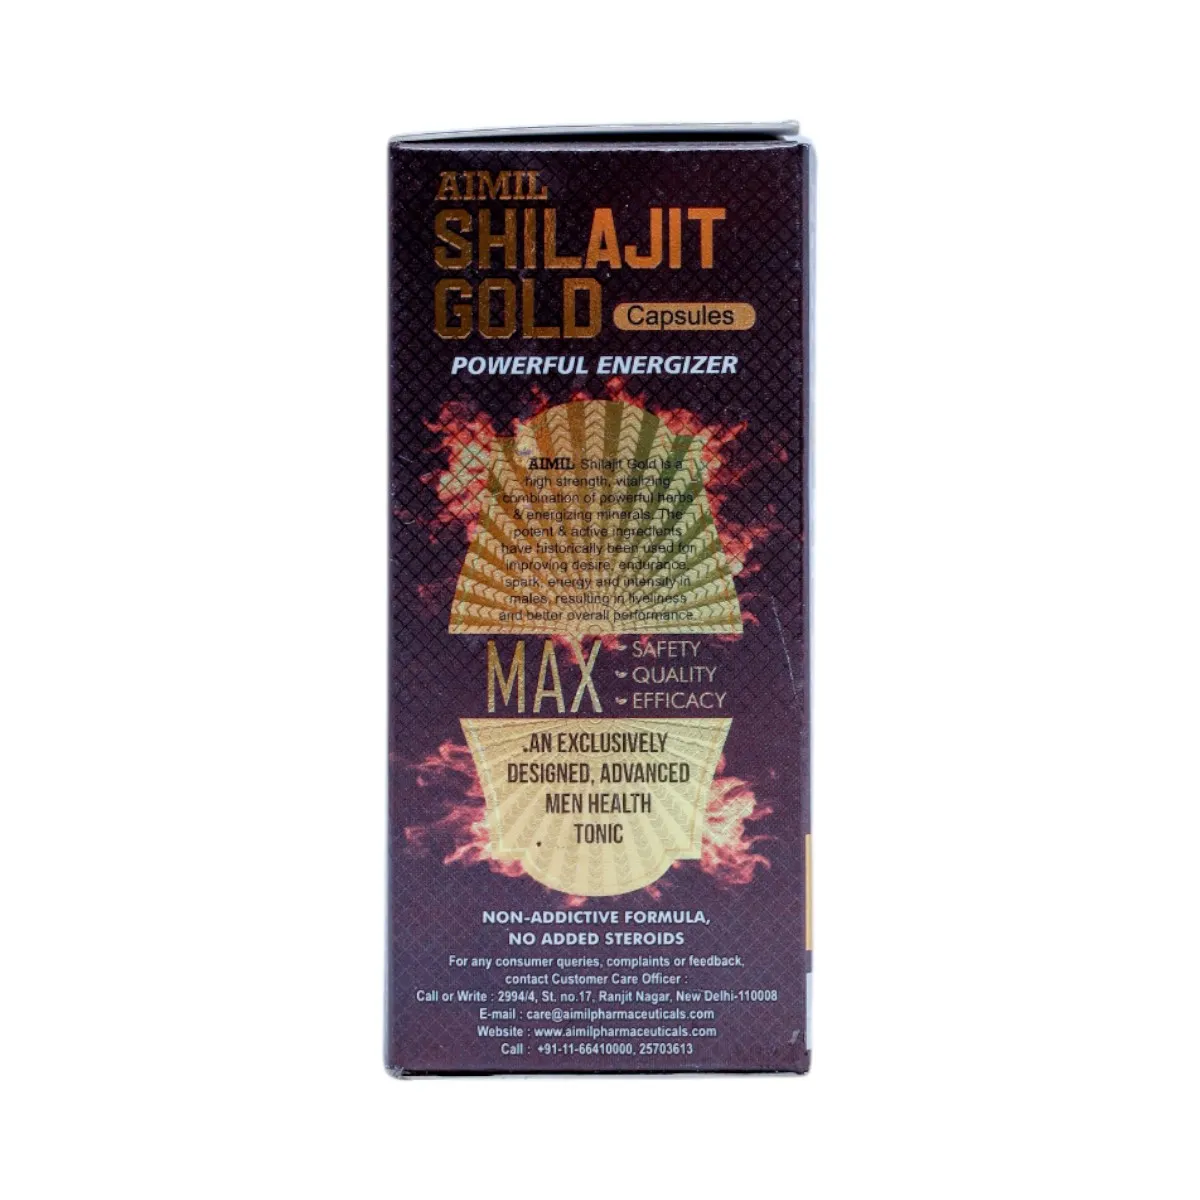 AIMIL
SHILAJIT
GOLD Capsules
POWERFUL ENERGIZER
AIMIL Shilajit Gold is a
high strength, vitalizing
combination of powerful herbs
& energizing minerals. The
potent & active ingredients
have historically been used for
improving desire, endurance,
spark, energy and intensity in
males, resulting in liveliness
and better overall performance.
MAX
SAFETY
QUALITY
EFFICACY
AN EXCLUSIVELY
DESIGNED, ADVANCED
MEN HEALTH
TONIC
NON-ADDICTIVE FORMULA,
NO ADDED STEROIDS
For any consumer queries, complaints or feedback,
contact Customer Care Officer :
Call or Write : 2994/4, St. no.17, Ranjit Nagar, New Delhi-110008
E-mail : care@aimilpharmaceuticals.com
Website : www.aimilpharmaceuticals.com
Call : +91-11-66410000, 25703613